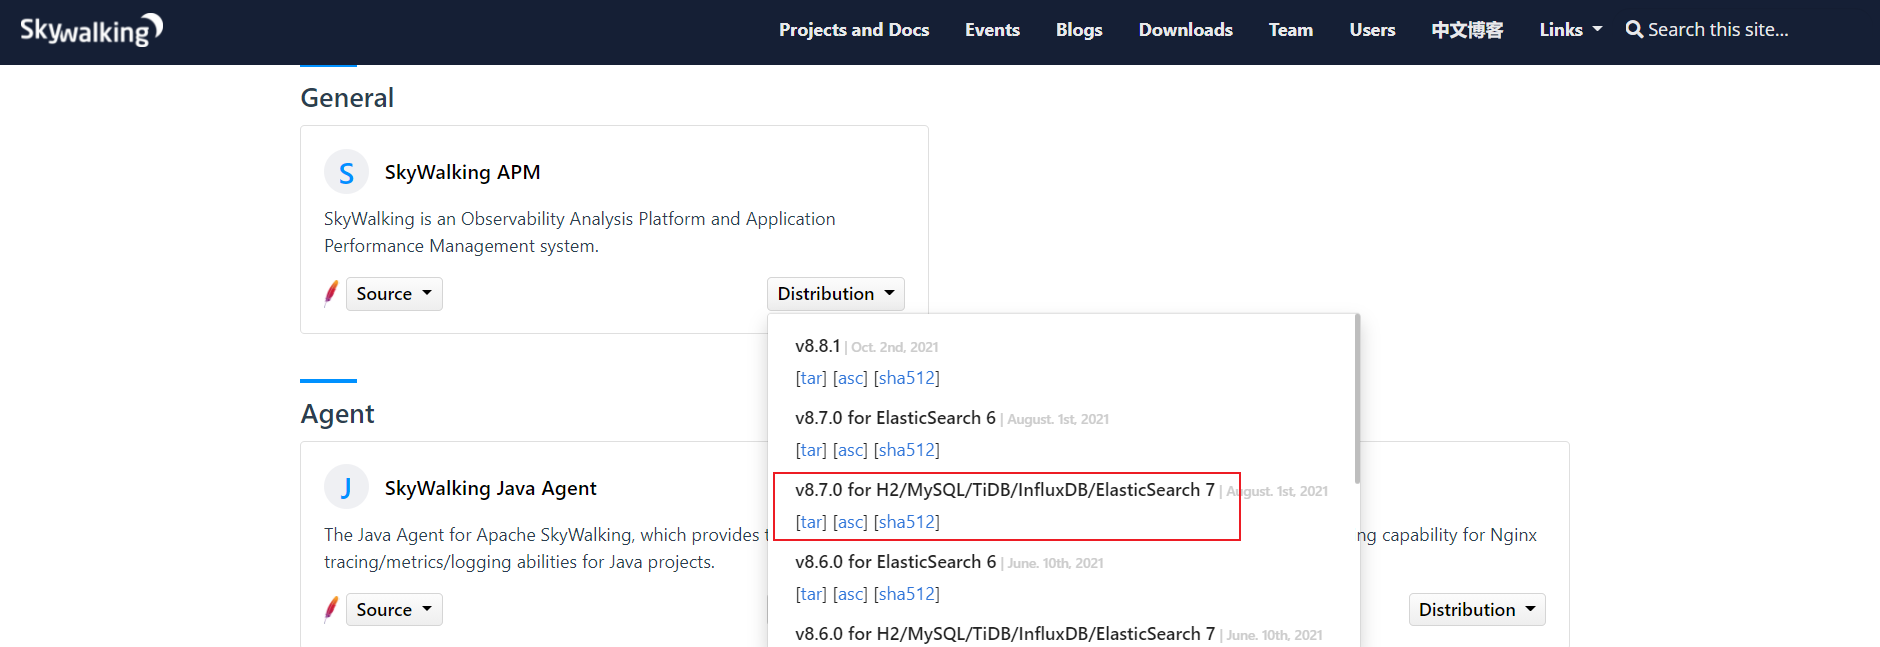 Skywalking
Projects and Docs Events Blogs Downloads Team Users 中文博客 Links Search this site...
General
S SkyWalking APM
SkyWalking is an Observability Analysis Platform and Application
Performance Management system.
Source Distribution
v8.8.1 | Oct. 2nd, 2021
[tar] [asc] [sha512]
v8.7.0 for ElasticSearch 6 | August. 1st, 2021
[tar] [asc] [sha512]
v8.7.0 for H2/MySQL/TiDB/InfluxDB/ElasticSearch 7 | August. 1st, 2021
[tar] [asc] [sha512]
v8.6.0 for ElasticSearch 6 | June. 10th, 2021
[tar] [asc] [sha512]
v8.6.0 for H2/MySQL/TiDB/InfluxDB/ElasticSearch 7 | June. 10th, 2021
Agent
J SkyWalking Java Agent
The Java Agent for Apache SkyWalking, which provides
tracing/metrics/logging abilities for Java projects.
Source
capability for Nginx
Distribution